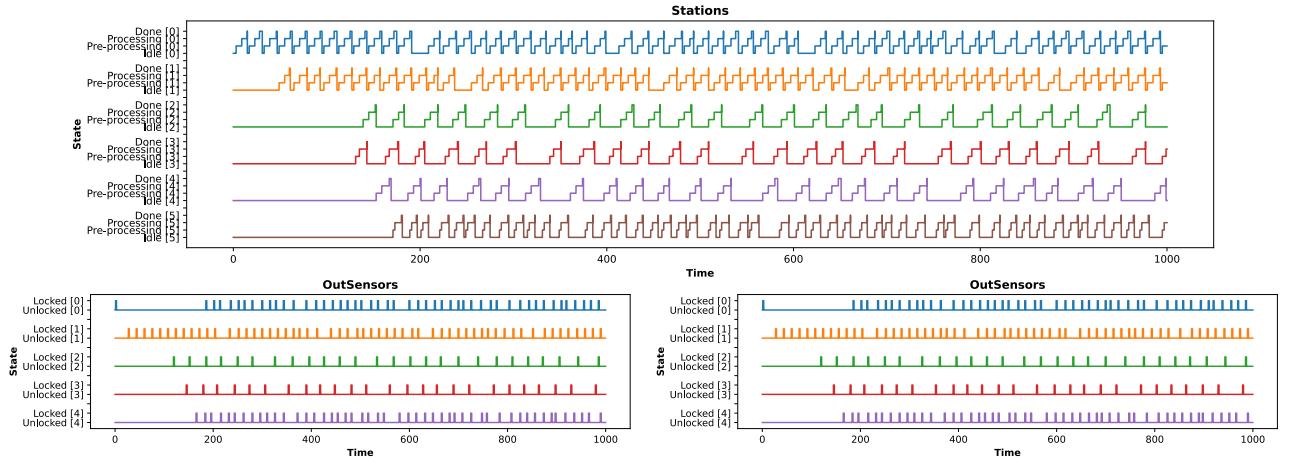 Stations
Done [0]
Processing [0]
Pre-processing [0]
Idle [0]
Done [1]
Processing [1]
Pre-processing [1]
Idle [1]
Done [2]
Processing [2]
Pre-processing [2]
Idle [2]
Done [3]
Processing [3]
Pre-processing [3]
Idle [3]
Done [4]
Processing [4]
Pre-processing [4]
Idle [4]
Done [5]
Processing [5]
Pre-processing [5]
Idle [5]
State
0 200 400 600 800 1000
Time
OutSensors
Locked [0]
Unlocked [0]
Locked [1]
Unlocked [1]
Locked [2]
Unlocked [2]
Locked [3]
Unlocked [3]
Locked [4]
Unlocked [4]
State
0 200 400 600 800 1000
Time
OutSensors
Locked [0]
Unlocked [0]
Locked [1]
Unlocked [1]
Locked [2]
Unlocked [2]
Locked [3]
Unlocked [3]
Locked [4]
Unlocked [4]
State
0 200 400 600 800 1000
Time